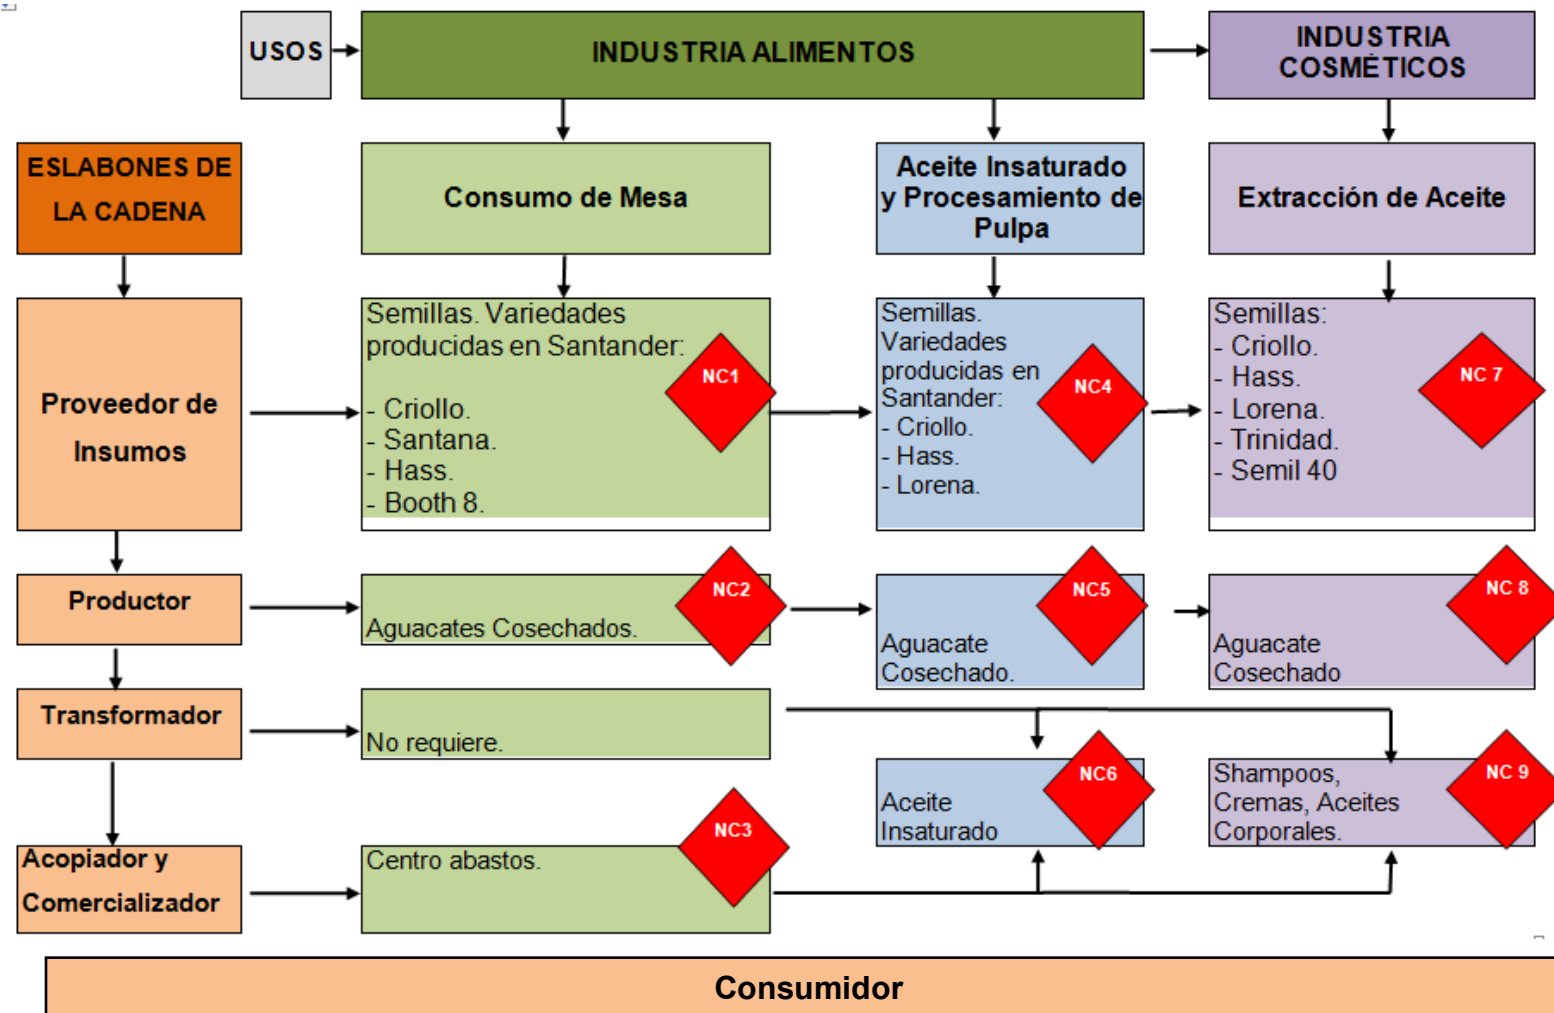 USOS
INDUSTRIA ALIMENTOS
INDUSTRIA
COSMÉTICOS
ESLABONES DE
LA CADENA
Consumo de Mesa
Aceite Insaturado
y Procesamiento de
Pulpa
Extracción de Aceite
Proveedor de
Insumos
Semillas. Variedades
producidas en Santander:
- Criollo.
- Santana.
- Hass.
- Booth 8.
NC1
Semillas.
Variedades
producidas en
Santander:
- Criollo.
- Hass.
- Lorena.
NC4
Semillas:
- Criollo.
- Hass.
- Lorena.
- Trinidad.
- Semil 40
NC 7
Productor
Aguacates Cosechados.
NC2
Aguacate
Cosechado.
NC5
Aguacate
Cosechado
NC 8
Transformador
No requiere.
Aceite
Insaturado
NC6
Shampoos,
Cremas, Aceites
Corporales.
NC 9
Acopiador y
Comercializador
Centro abastos.
NC3
Consumidor